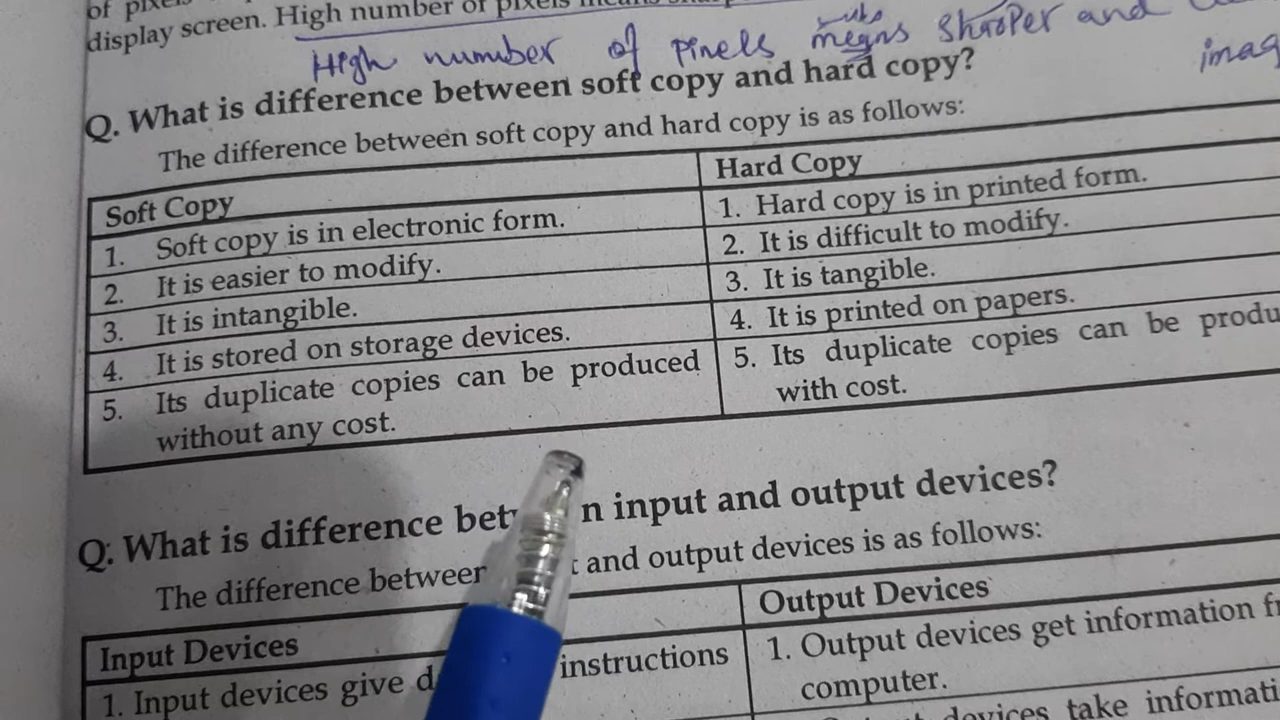 of pixels
display screen. High number of pixels means
High number of pixels means sharper and
imag
Q. What is difference between soft copy and hard copy?
The difference between soft copy and hard copy is as follows:
Soft Copy
Hard Copy
1. Soft copy is in electronic form.
1. Hard copy is in printed form.
2. It is easier to modify.
2. It is difficult to modify.
3. It is intangible.
3. It is tangible.
4. It is stored on storage devices.
4. It is printed on papers.
5. Its duplicate copies can be produced
without any cost.
5. Its duplicate copies can be produ
with cost.
Q. What is difference bet n input and output devices?
The difference between t and output devices is as follows:
Input Devices
Output Devices
1. Input devices give d instructions
1. Output devices get information f
computer.
devices take informati